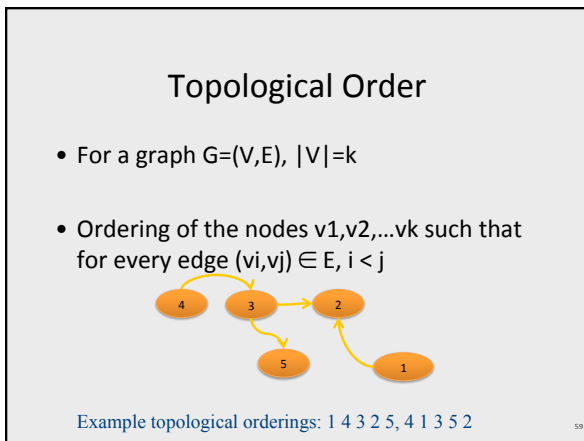 Topological Order
• For a graph G=(V,E), |V|=k
• Ordering of the nodes v1,v2,...vk such that
for every edge (vi,vj) ∈ E, i < j
4 3 2
5 1
Example topological orderings: 1 4 3 2 5, 4 1 3 5 2
59